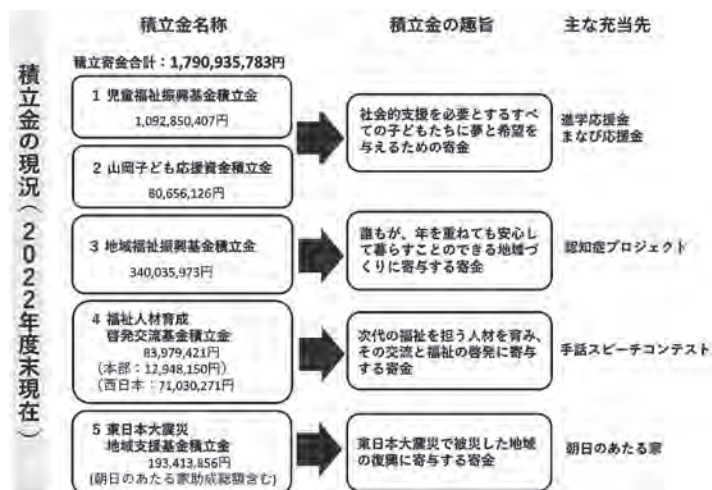 積立金の現況（2022年度末現在）
積立金名称
積立金の趣旨
主な充当先
積立寄金合計：1,790,935,783円
1 児童福祉振興基金積立金
1,092,850,407円
2 山岡子ども応援資金積立金
80,656,126円
社会的支援を必要とするすべ
ての子どもたちに夢と希望を
与えるための寄金
進学応援金
まなび応援金
3 地域福祉振興基金積立金
340,035,973円
誰もが、年を重ねても安心し
て暮らすことのできる地域づ
くりに寄与する寄金
認知症プロジェクト
4 福祉人材育成
啓発交流基金積立金
83,979,421円
（本部：12,948,150円）
（西日本：71,030,271円）
次代の福祉を担う人材を育み、
その交流と福祉の啓発に寄与
する寄金
手話スピーチコンテスト
5 東日本大震災
地域支援基金積立金
193,413,856円
(朝日のあたる家助成総額含む)
東日本大震災で被災した地域
の復興に寄与する寄金
朝日のあたる家